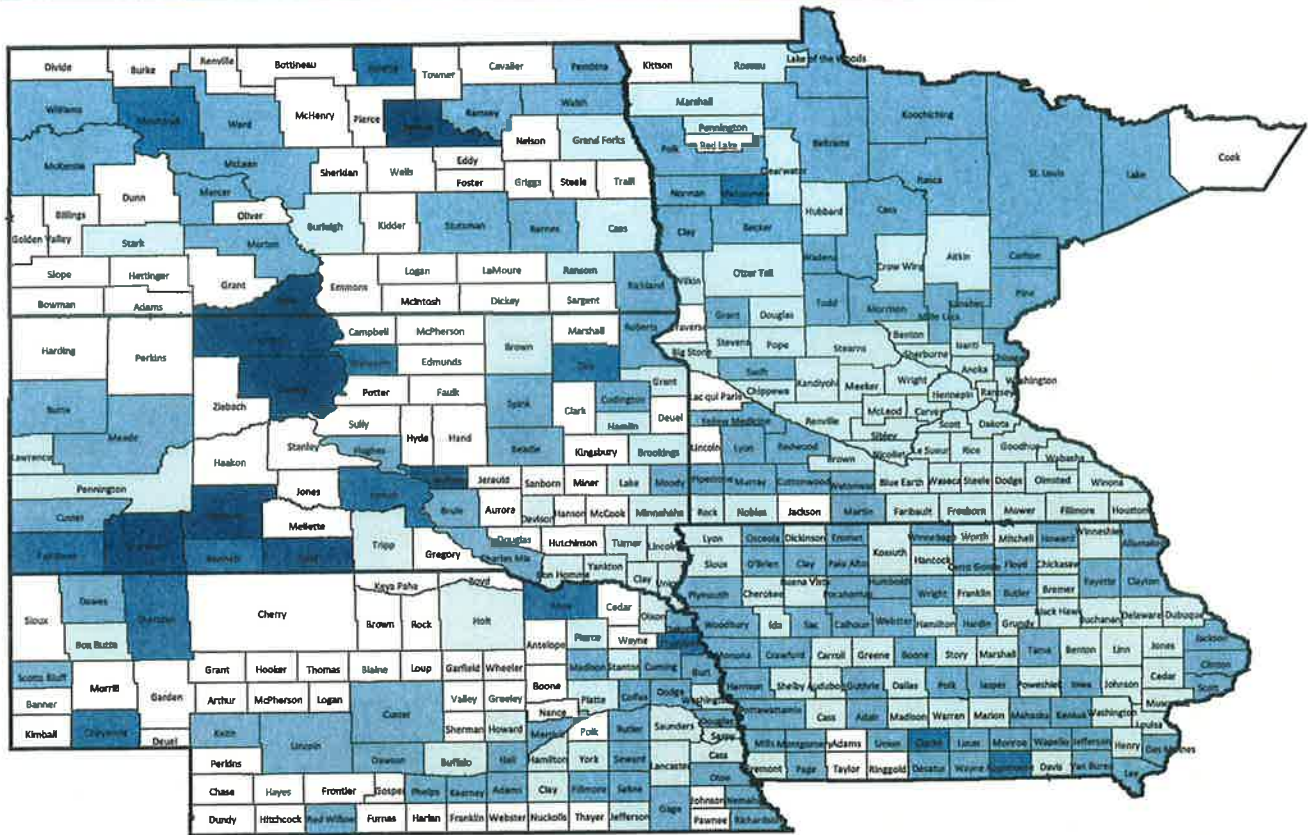 Divide Burke Renville Bottineau Towner Cavalier Pembina Kittson Roseau Lake of the Woods
Williams Mountrail Ward McHenry Pierce Ramsey Walsh Marshall Koochiching
Nelson Grand Forks Polk Pennington Red Lake Beltrami Itasca St. Louis Lake Cook
McKenzie McLean Sheridan Wells Eddy Foster Griggs Steele Traill Norman Clearwater
Dunn Mercer Oliver Hubbard Cass
Billings Golden Valley Stark Morton Burleigh Kidder Stutsman Barnes Cass Clay Becker Wadena Crow Wing Aitkin Carlton
Slope Hettinger Grant Emmons Logan LaMoure Ransom Richland Wilkin Otter Tail Pine
Bowman Adams McIntosh Dickey Sargent Grant Douglas Todd Morrison Mille Lacs
Harding Perkins Campbell McPherson Brown Marshall Roberts Traverse Stevens Pope Stearns Benton Isanti
Edmunds Day Big Stone Swift Sherburne Anoka Washington
Butte Ziebach Potter Faulk Grant Lac qui Parle Chippewa Kandiyohi Meeker Wright Hennepin Ramsey
Meade Sully Spink Clark Codington Deuel Yellow Medicine Renville McLeod Carver Scott Dakota
Lawrence Haakon Stanley Hughes Hyde Hand Beadle Hamlin Kingsbury Brookings Lincoln Lyon Redwood Sibley Nicollet Le Sueur Rice Goodhue Wabasha
Pennington Jones Jerauld Sanborn Miner Lake Moody Pipestone Murray Cottonwood Brown Watonwan Blue Earth Waseca Steele Dodge Olmsted Winona
Custer Mellette Lyman Brule Aurora Davison Hanson McCook Minnehaha Rock Nobles Jackson Martin Faribault Freeborn Mower Fillmore Houston
Tripp Gregory Douglas Charles Mix Hutchinson Turner Lincoln Lyon Osceola Dickinson Emmet Kossuth Winnebago Worth Mitchell Howard Winneshiek Allamakee
Bennett Bon Homme Yankton Clay Union Sioux O'Brien Clay Palo Alto Hancock Cerro Gordo Floyd Chickasaw
Keya Paha Boyd Plymouth Cherokee Buena Vista Pocahontas Humboldt Wright Franklin Butler Bremer Fayette Clayton
Sioux Dawes Sheridan Cherry Brown Rock Holt Knox Cedar Dixon Woodbury Ida Sac Calhoun Webster Hamilton Hardin Grundy Black Hawk Buchanan Delaware Dubuque
Box Butte Antelope Pierce Wayne Monona Crawford Carroll Greene Boone Story Marshall Tama Benton Linn Jones Jackson
Scotts Bluff Morrill Garden Grant Hooker Thomas Blaine Loup Garfield Wheeler Madison Stanton Cuming Burt Harrison Shelby Audubon Guthrie Dallas Polk Jasper Poweshiek Iowa Johnson Cedar Clinton Scott
Banner Arthur McPherson Logan Valley Greeley Boone Platte Colfax Dodge Washington Pottawattamie Cass Adair Madison Warren Marion Mahaska Keokuk Washington
Kimball Cheyenne Deuel Keith Lincoln Custer Sherman Howard Nance Merrick Polk Butler Saunders Douglas Sarpy Mills Montgomery Adams Union Clarke Lucas Monroe Wapello Jefferson Henry Des Moines
Perkins Dawson Buffalo Hall Hamilton York Seward Lancaster Cass Otoe Fremont Page Taylor Ringgold Decatur Wayne Davis Van Buren Lee
Chase Hayes Frontier Gosper Phelps Kearney Adams Clay Fillmore Saline Gage Johnson Nemaha
Dundy Hitchcock Red Willow Furnas Harlan Franklin Webster Nuckolls Thayer Jefferson Pawnee Richardson